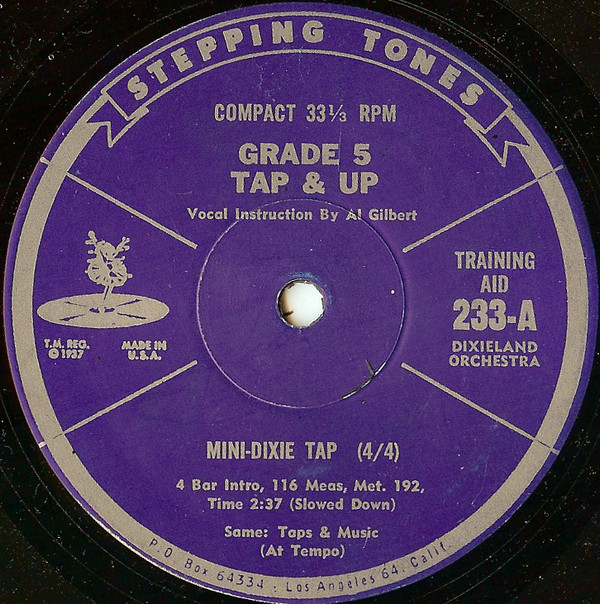 STEPPING TONES
COMPACT 33⅓ RPM
GRADE 5
TAP & UP
Vocal Instruction By Al Gilbert
TRAINING
AID
233-A
DIXIELAND
ORCHESTRA
T.M. REG.
© 1937
MADE IN
U.S.A.
MINI-DIXIE TAP (4/4)
4 Bar Intro, 116 Meas, Met. 192,
Time 2:37 (Slowed Down)
Same: Taps & Music
(At Tempo)
P.O. Box 64334 . Los Angeles 64, Calif.